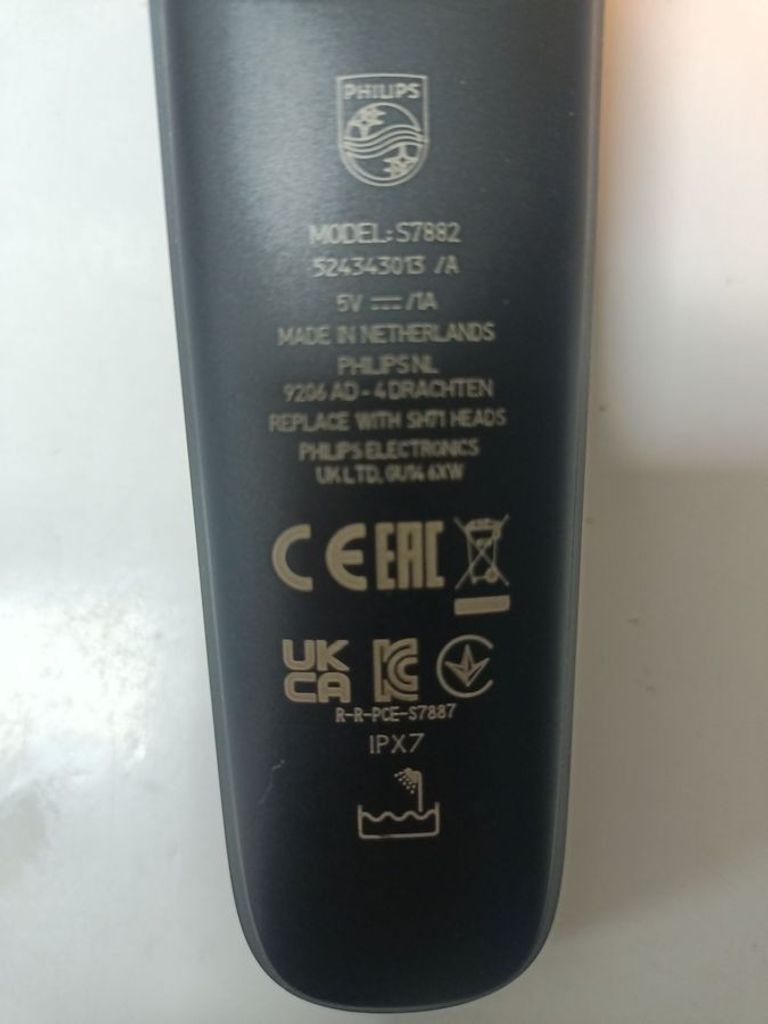 PHILIPS
MODEL: S7882
524343013 /A
5V ⎓ /1A
MADE IN NETHERLANDS
PHILIPS NL
9206 AD - 4 DRACHTEN
REPLACE WITH SH71 HEADS
PHILIPS ELECTRONICS
UK LTD, GU14 6XW
CE EAC
UK
CA
R-R-PCE-S7887
IPX7